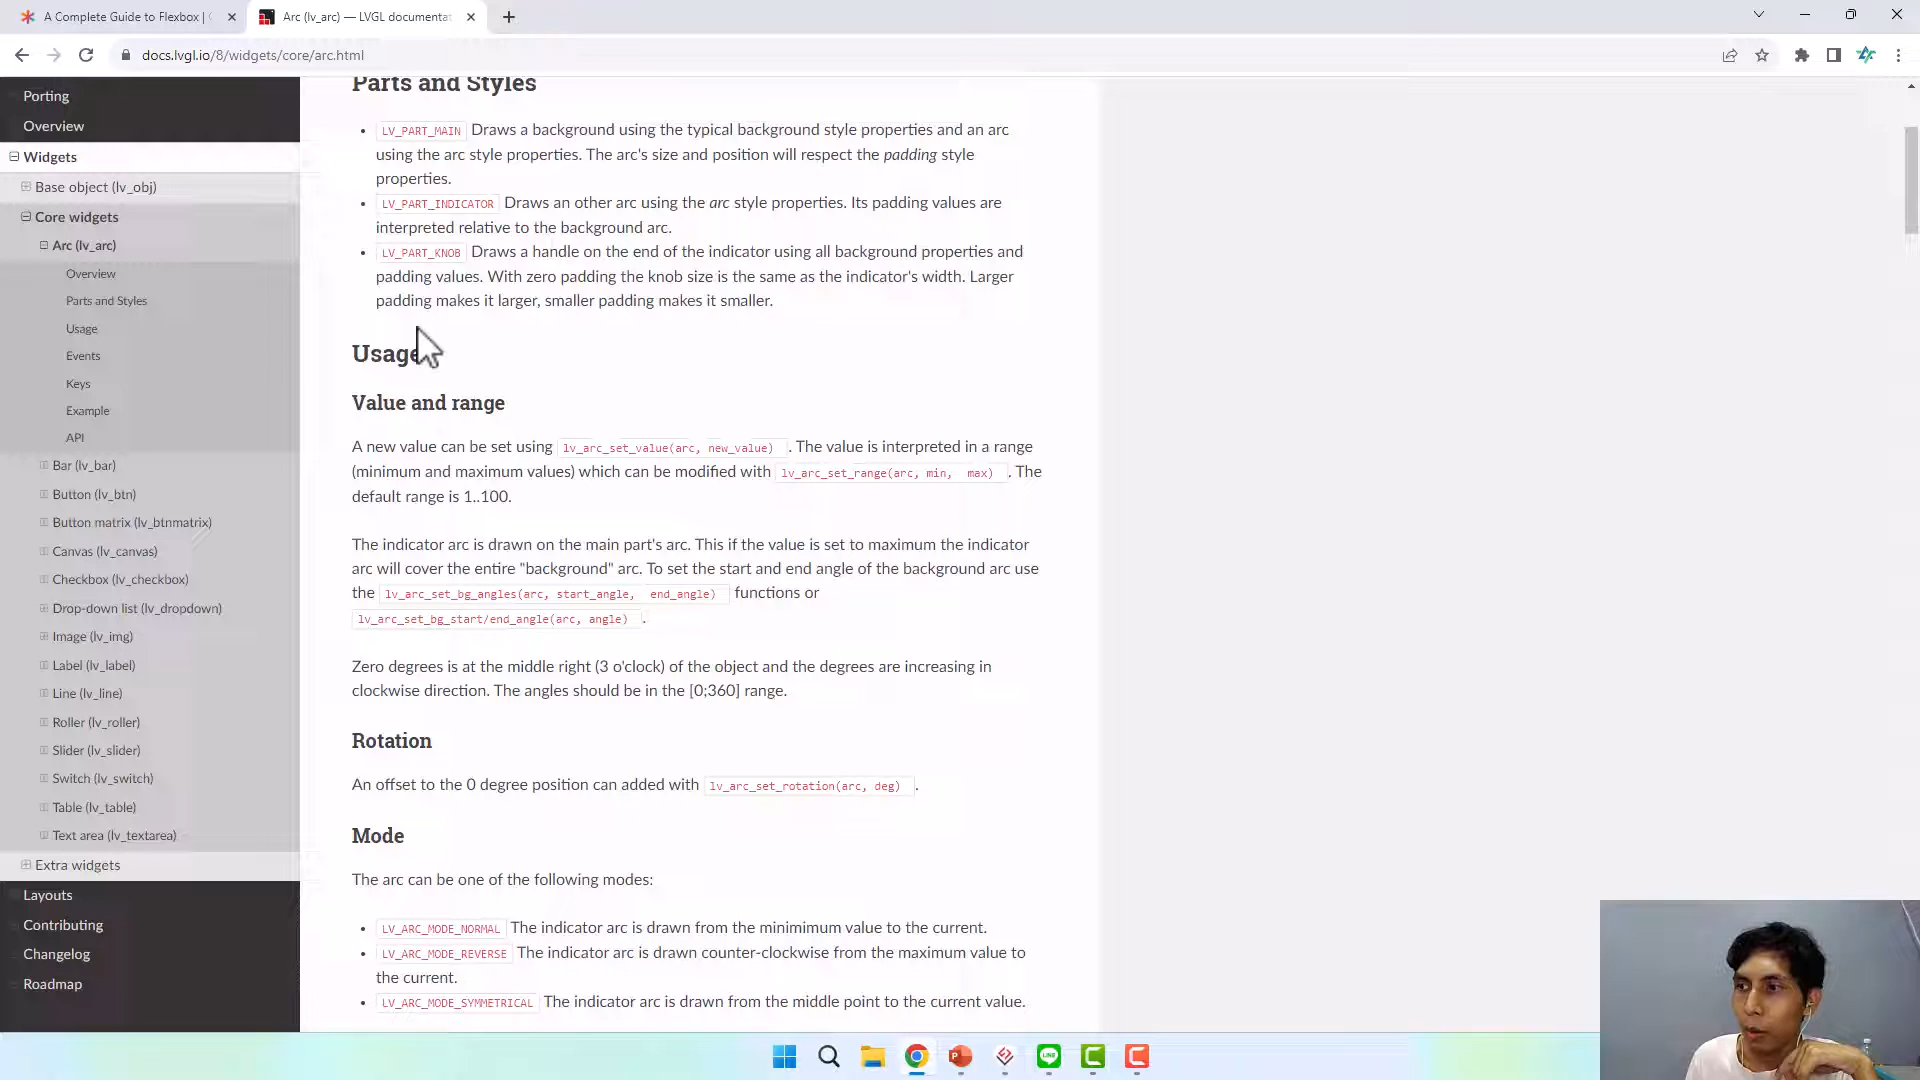 A Complete Guide to Flexbox |
Arc (lv_arc) — LVGL documentat
docs.lvgl.io/8/widgets/core/arc.html
Porting
Overview
Widgets
Base object (lv_obj)
Core widgets
Arc (lv_arc)
Overview
Parts and Styles
Usage
Events
Keys
Example
API
Bar (lv_bar)
Button (lv_btn)
Button matrix (lv_btnmatrix)
Canvas (lv_canvas)
Checkbox (lv_checkbox)
Drop-down list (lv_dropdown)
Image (lv_img)
Label (lv_label)
Line (lv_line)
Roller (lv_roller)
Slider (lv_slider)
Switch (lv_switch)
Table (lv_table)
Text area (lv_textarea)
Extra widgets
Layouts
Contributing
Changelog
Roadmap
Parts and Styles
LV_PART_MAIN Draws a background using the typical background style properties and an arc
using the arc style properties. The arc's size and position will respect the padding style
properties.
LV_PART_INDICATOR Draws an other arc using the arc style properties. Its padding values are
interpreted relative to the background arc.
LV_PART_KNOB Draws a handle on the end of the indicator using all background properties and
padding values. With zero padding the knob size is the same as the indicator's width. Larger
padding makes it larger, smaller padding makes it smaller.
Usage
Value and range
A new value can be set using lv_arc_set_value(arc, new_value) . The value is interpreted in a range
(minimum and maximum values) which can be modified with lv_arc_set_range(arc, min, max) . The
default range is 1..100.
The indicator arc is drawn on the main part's arc. This if the value is set to maximum the indicator
arc will cover the entire "background" arc. To set the start and end angle of the background arc use
the lv_arc_set_bg_angles(arc, start_angle, end_angle) functions or
lv_arc_set_bg_start/end_angle(arc, angle) .
Zero degrees is at the middle right (3 o'clock) of the object and the degrees are increasing in
clockwise direction. The angles should be in the [0;360] range.
Rotation
An offset to the 0 degree position can added with lv_arc_set_rotation(arc, deg) .
Mode
The arc can be one of the following modes:
LV_ARC_MODE_NORMAL The indicator arc is drawn from the minimimum value to the current.
LV_ARC_MODE_REVERSE The indicator arc is drawn counter-clockwise from the maximum value to
the current.
LV_ARC_MODE_SYMMETRICAL The indicator arc is drawn from the middle point to the current value.